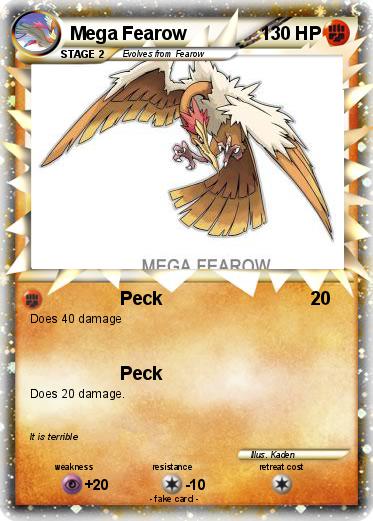 Mega Fearow 130 HP
STAGE 2 Evolves from Fearow
MEGA FEAROW
Peck 20
Does 40 damage
Peck
Does 20 damage.
It is terrible
Illus. Kaden
weakness resistance retreat cost
+20 -10
- fake card -